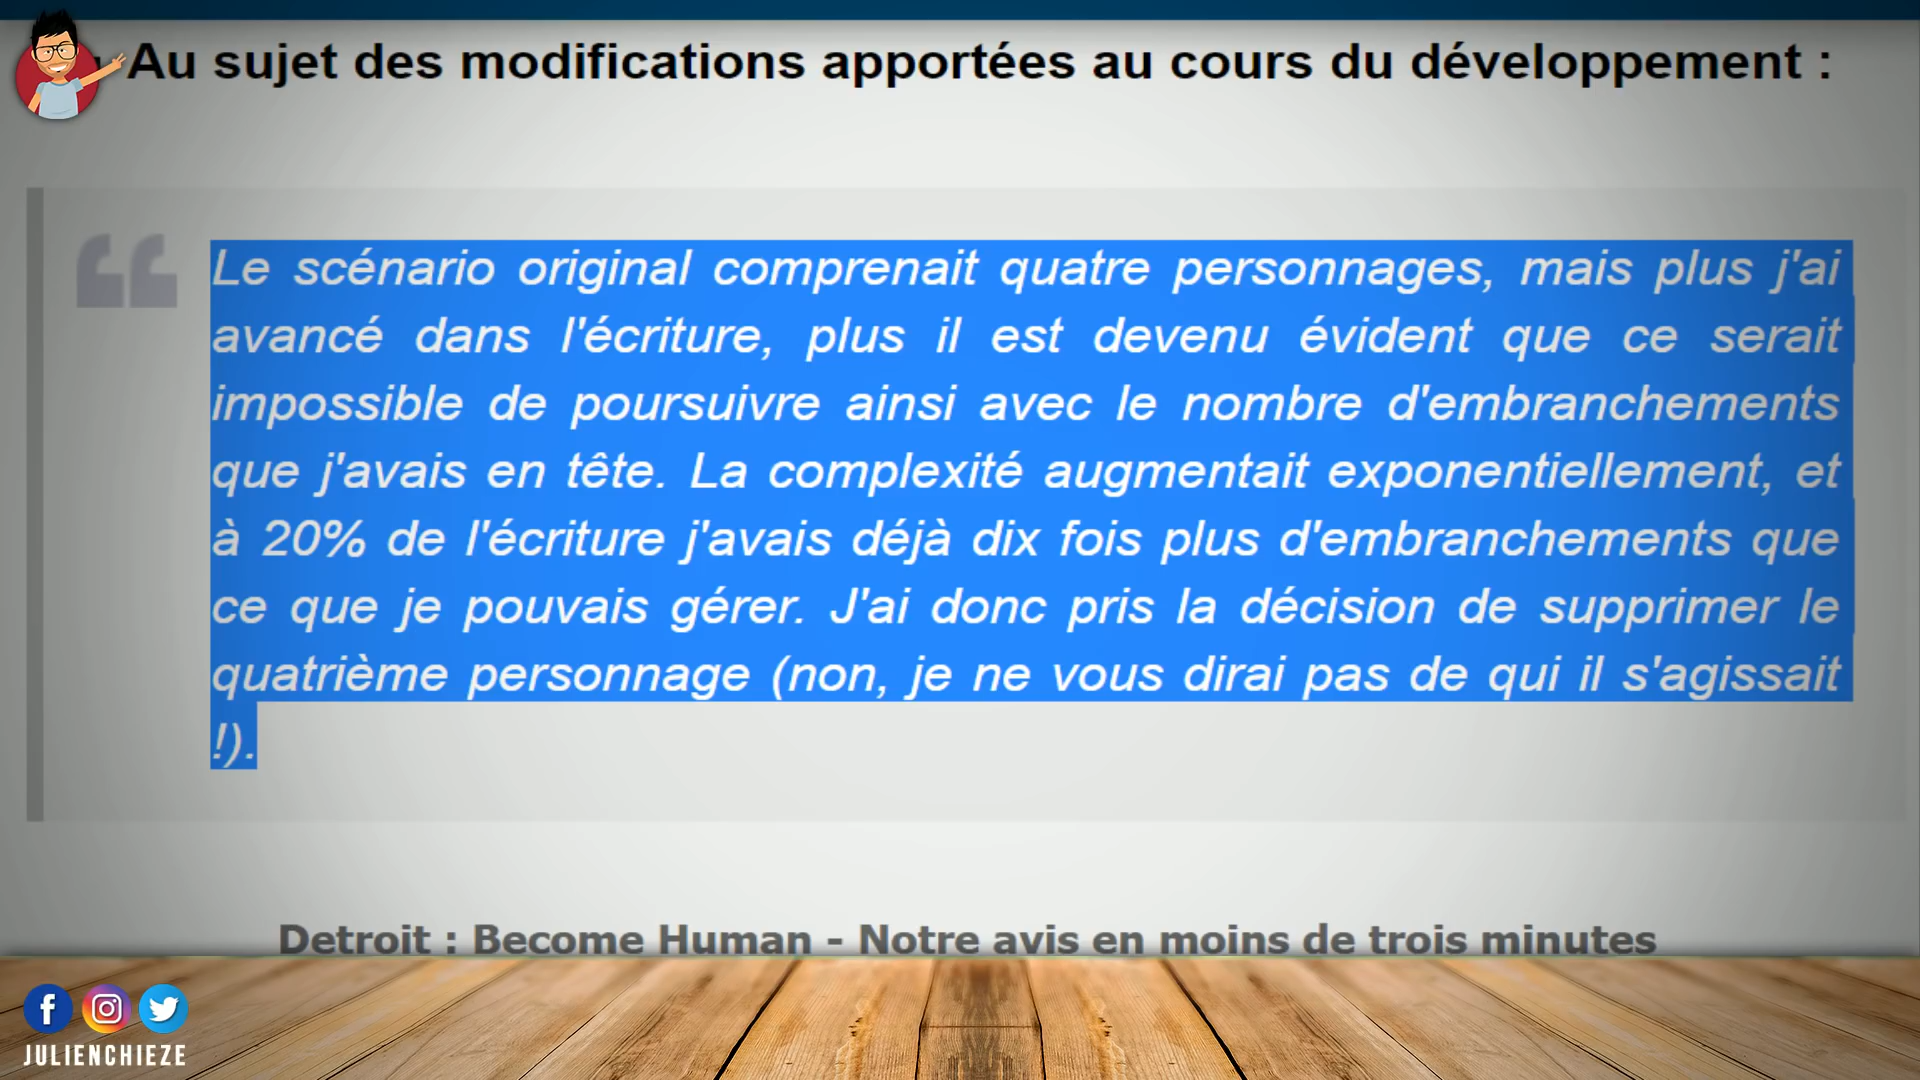 Au sujet des modifications apportées au cours du développement :
Le scénario original comprenait quatre personnages, mais plus j'ai
avancé dans l'écriture, plus il est devenu évident que ce serait
impossible de poursuivre ainsi avec le nombre d'embranchements
que j'avais en tête. La complexité augmentait exponentiellement, et
à 20% de l'écriture j'avais déjà dix fois plus d'embranchements que
ce que je pouvais gérer. J'ai donc pris la décision de supprimer le
quatrième personnage (non, je ne vous dirai pas de qui il s'agissait
!).
Detroit : Become Human - Notre avis en moins de trois minutes
JULIENCHIEZE